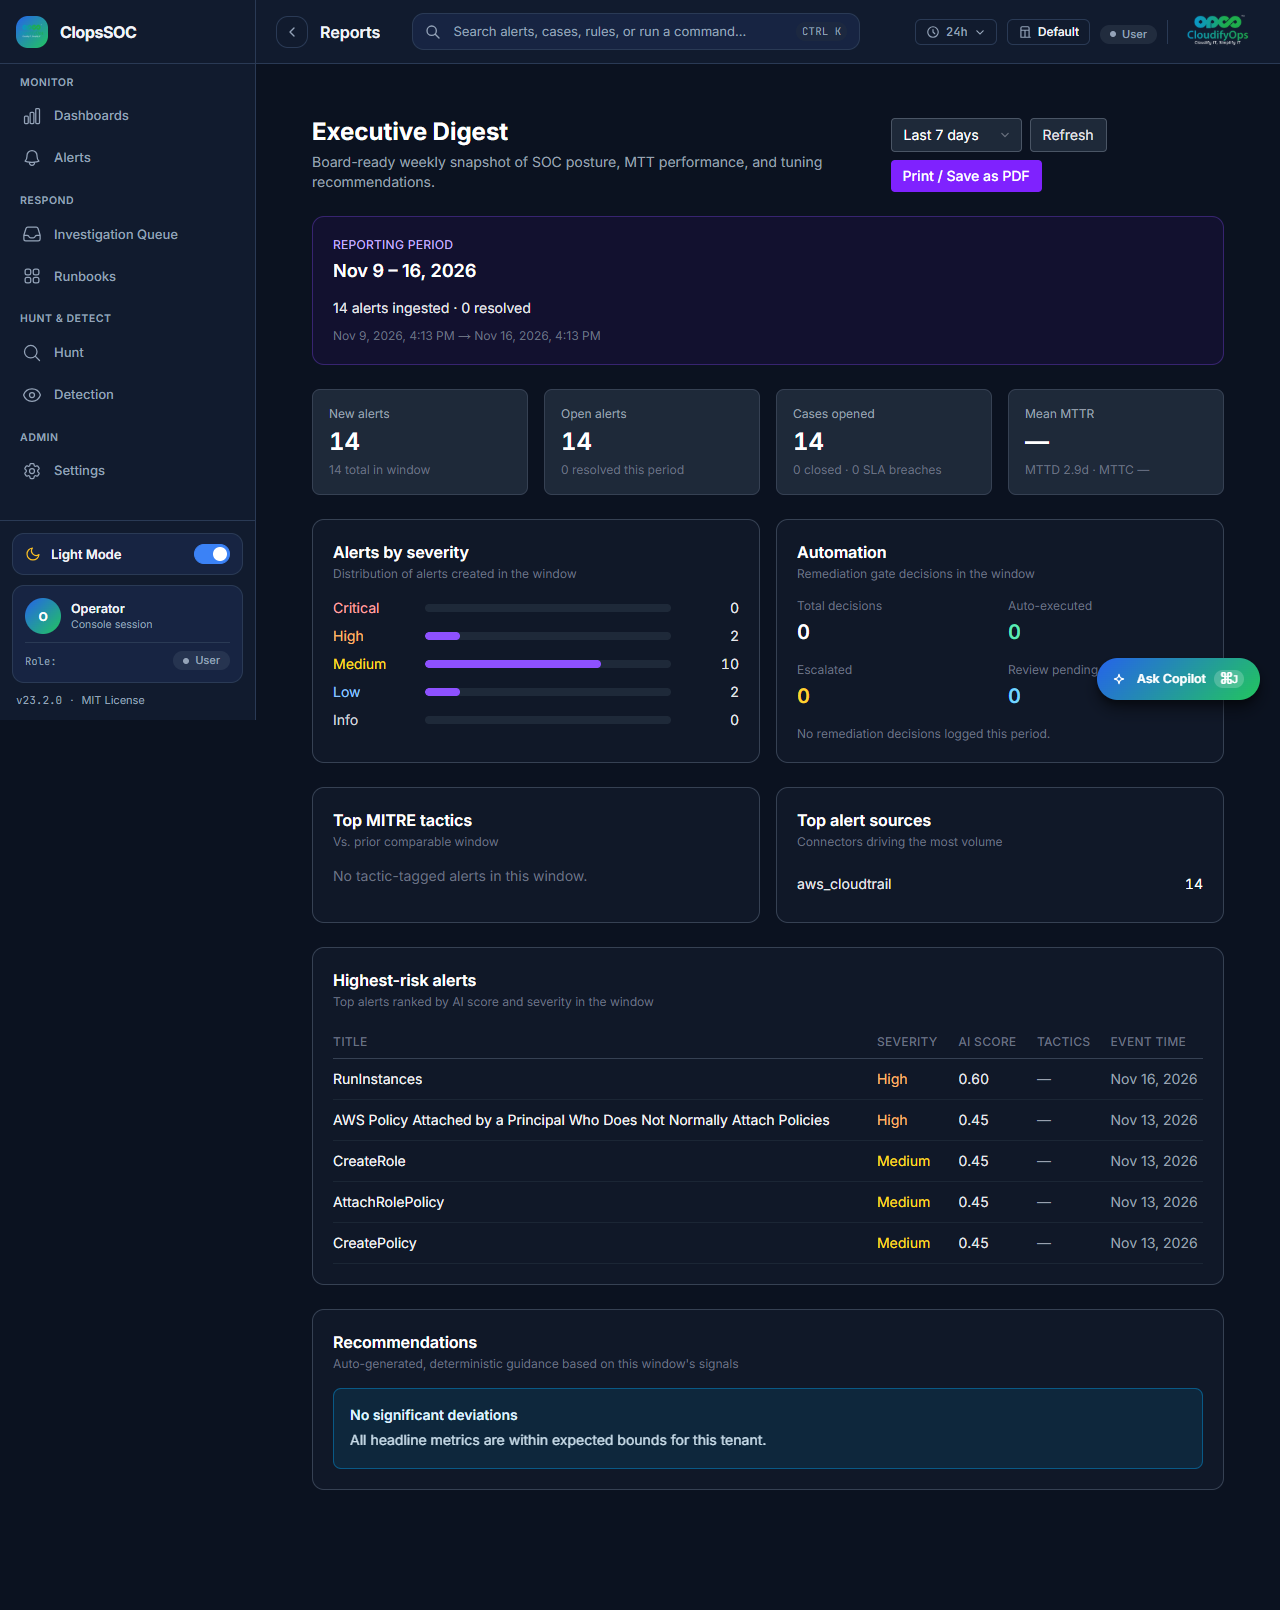 ClopsSOC
Reports
Search alerts, cases, rules, or run a command...
CTRL K
24h
Default
User
CloudifyOps
Cloudify IT, Simplify IT
MONITOR
Dashboards
Alerts
RESPOND
Investigation Queue
Runbooks
HUNT & DETECT
Hunt
Detection
ADMIN
Settings
Light Mode
O
Operator
Console session
Role:
User
v23.2.0 · MIT License
Executive Digest
Board-ready weekly snapshot of SOC posture, MTT performance, and tuning
recommendations.
Last 7 days
Refresh
Print / Save as PDF
REPORTING PERIOD
Nov 9 – 16, 2026
14 alerts ingested · 0 resolved
Nov 9, 2026, 4:13 PM → Nov 16, 2026, 4:13 PM
New alerts
14
14 total in window
Open alerts
14
0 resolved this period
Cases opened
14
0 closed · 0 SLA breaches
Mean MTTR
—
MTTD 2.9d · MTTC —
Alerts by severity
Distribution of alerts created in the window
Critical 0
High 2
Medium 10
Low 2
Info 0
Automation
Remediation gate decisions in the window
Total decisions
0
Auto-executed
0
Escalated
0
Review pending
0
No remediation decisions logged this period.
Ask Copilot ⌘J
Top MITRE tactics
Vs. prior comparable window
No tactic-tagged alerts in this window.
Top alert sources
Connectors driving the most volume
aws_cloudtrail 14
Highest-risk alerts
Top alerts ranked by AI score and severity in the window
TITLE SEVERITY AI SCORE TACTICS EVENT TIME
RunInstances High 0.60 — Nov 16, 2026
AWS Policy Attached by a Principal Who Does Not Normally Attach Policies High 0.45 — Nov 13, 2026
CreateRole Medium 0.45 — Nov 13, 2026
AttachRolePolicy Medium 0.45 — Nov 13, 2026
CreatePolicy Medium 0.45 — Nov 13, 2026
Recommendations
Auto-generated, deterministic guidance based on this window's signals
No significant deviations
All headline metrics are within expected bounds for this tenant.